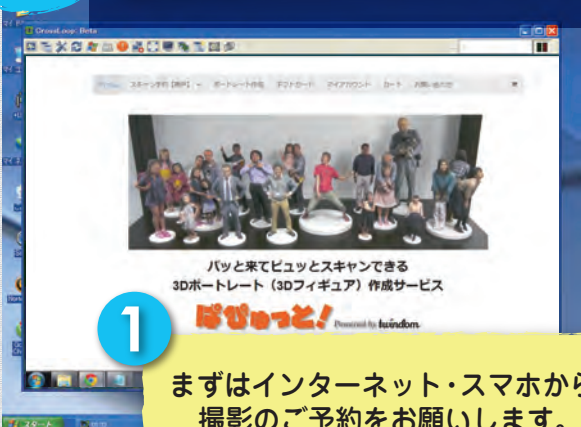 CrossLoop: Beta
スキャン予約【神戸】 ポートレート作成 ギフトカード マイアカウント カート お問い合わせ
パッと来てピュッとスキャンできる
3Dポートレート（3Dフィギュア）作成サービス
ぱぴゅっと! Powered by twindom
1
まずはインターネット・スマホから
撮影のご予約をお願いします。
スタート